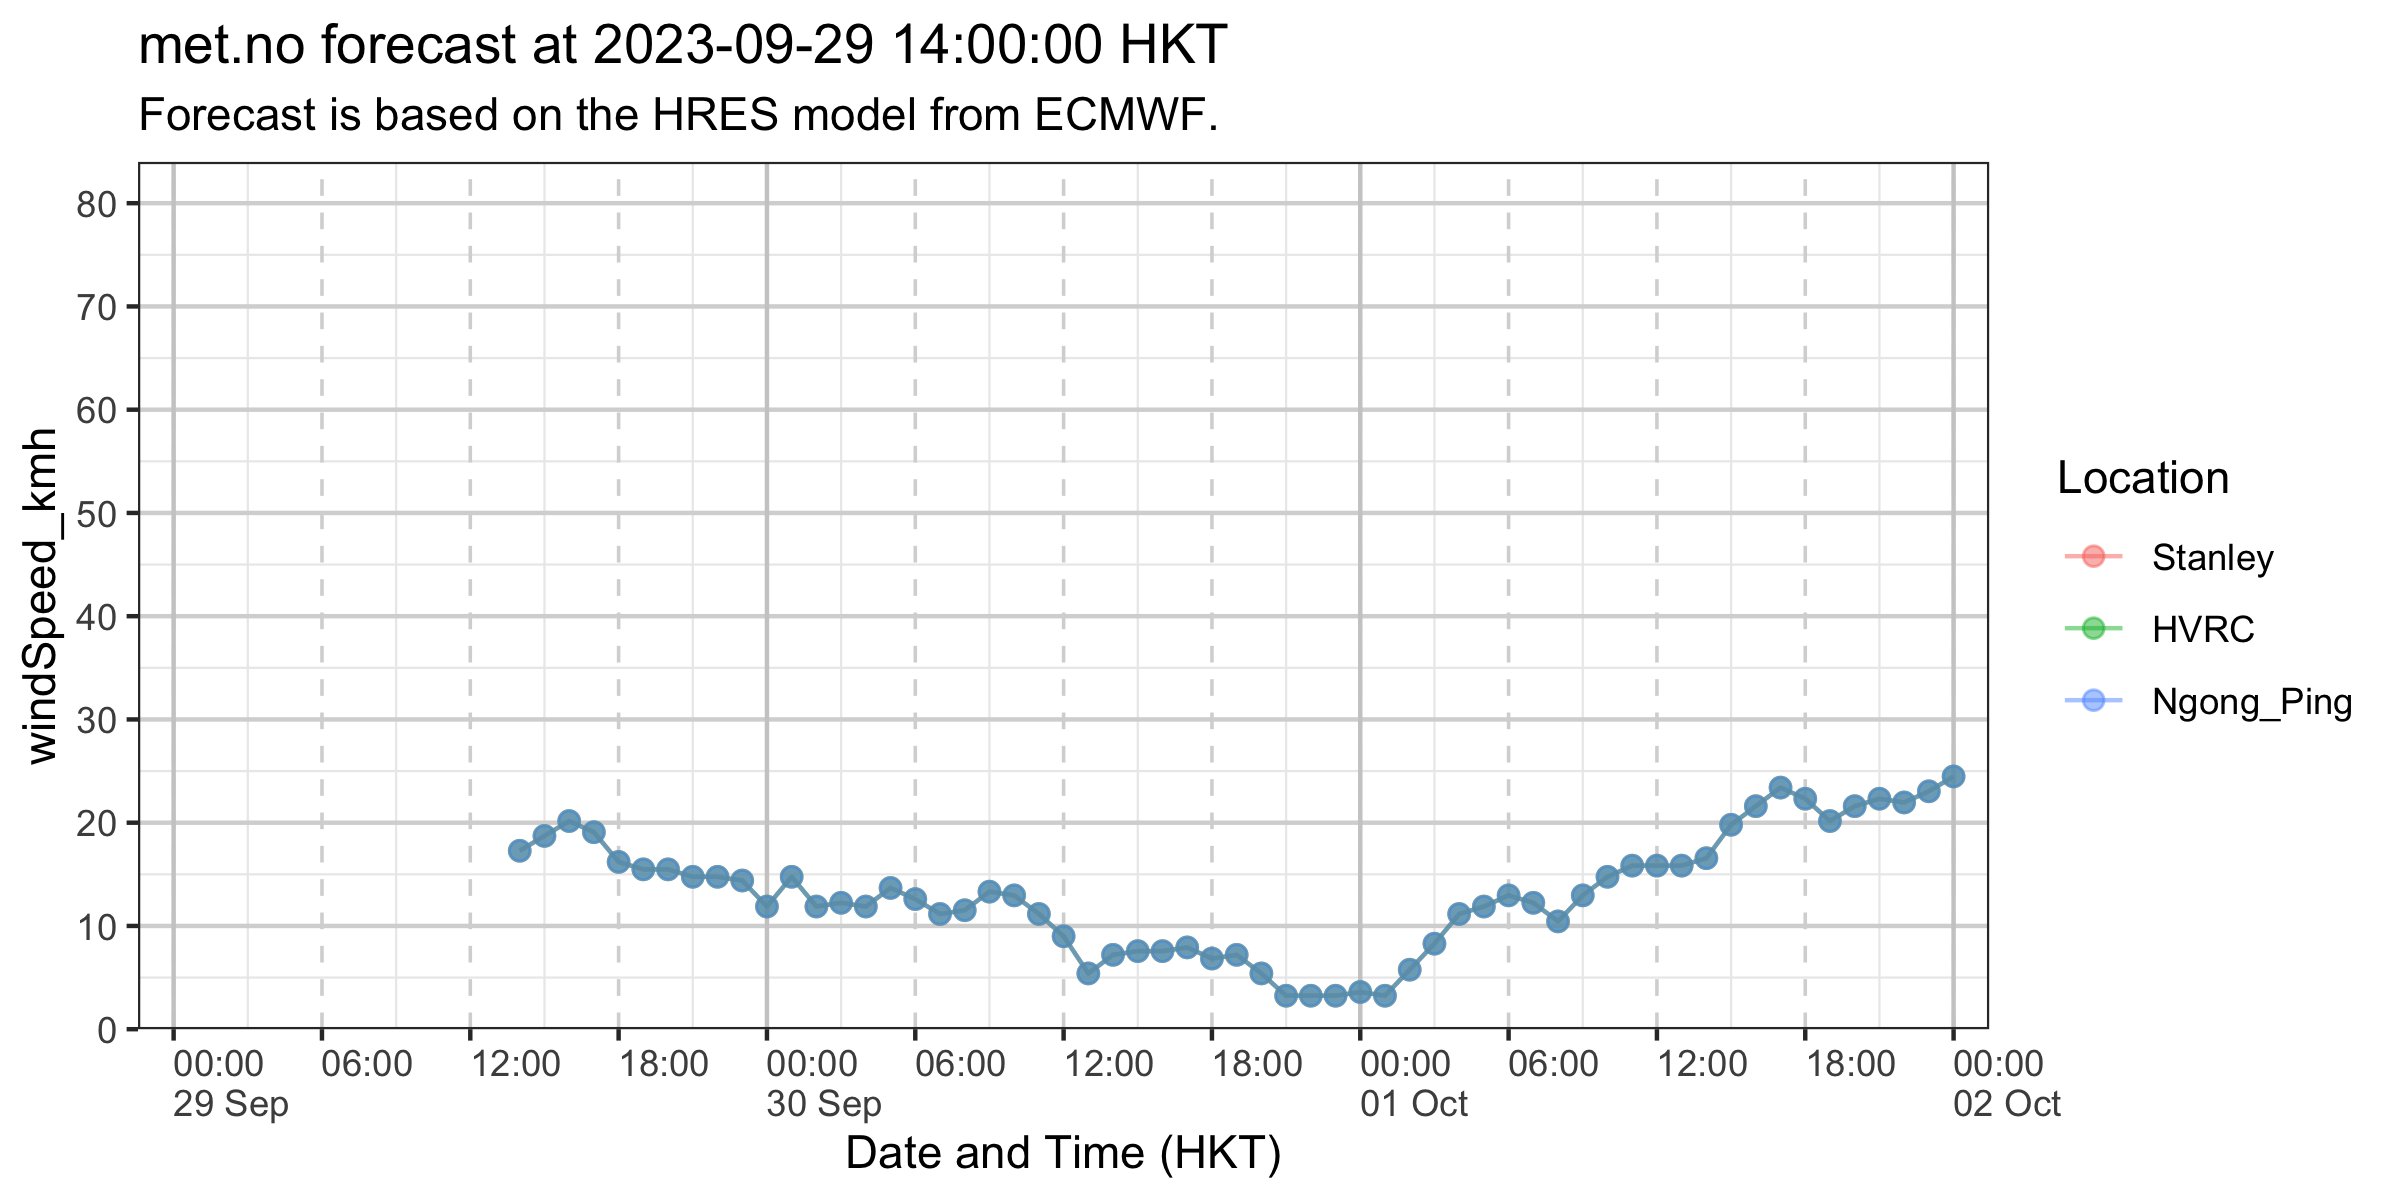 met.no forecast at 2023-09-29 14:00:00 HKT
Forecast is based on the HRES model from ECMWF.
windSpeed_kmh
80
70
60
50
40
30
20
10
0
00:00 06:00 12:00 18:00 00:00 06:00 12:00 18:00 00:00 06:00 12:00 18:00 00:00
29 Sep 30 Sep 01 Oct 02 Oct
Date and Time (HKT)
Location
Stanley
HVRC
Ngong_Ping